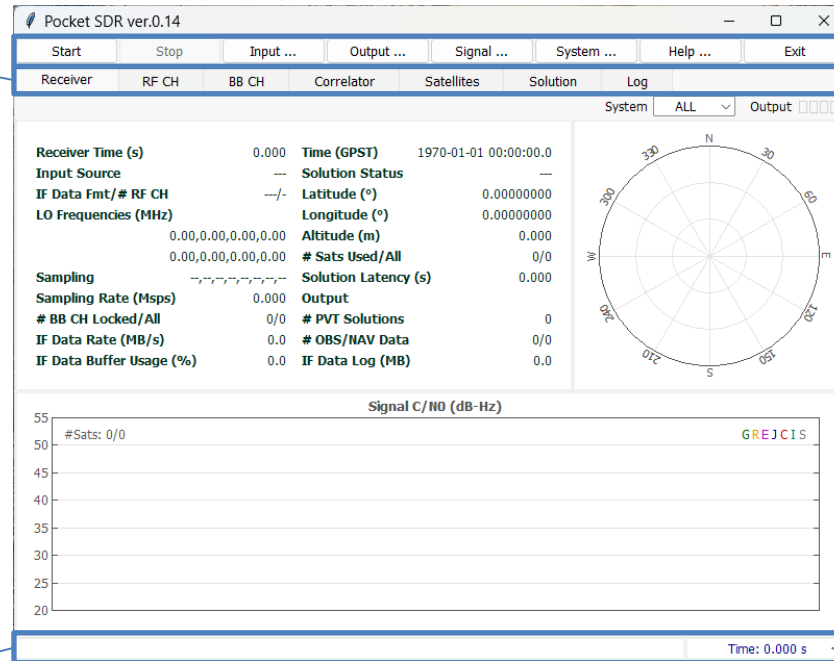 Pocket SDR ver.0.14
Start Stop Input ... Output ... Signal ... System ... Help ... Exit
Receiver RF CH BB CH Correlator Satellites Solution Log
System ALL Output
Receiver Time (s) 0.000 Time (GPST) 1970-01-01 00:00:00.0
Input Source --- Solution Status ---
IF Data Fmt/# RF CH ---/- Latitude (°) 0.00000000
LO Frequencies (MHz) Longitude (°) 0.00000000
0.00,0.00,0.00,0.00 Altitude (m) 0.000
0.00,0.00,0.00,0.00 # Sats Used/All 0/0
Sampling --,--,--,--,--,--,--,-- Solution Latency (s) 0.000
Sampling Rate (Msps) 0.000 Output
# BB CH Locked/All 0/0 # PVT Solutions 0
IF Data Rate (MB/s) 0.0 # OBS/NAV Data 0/0
IF Data Buffer Usage (%) 0.0 IF Data Log (MB) 0.0
N
330 30
300 60
W E
240 120
210 150
S
Signal C/N0 (dB-Hz)
55
#Sats: 0/0 GREJCIS
50
45
40
35
30
25
20
Time: 0.000 s